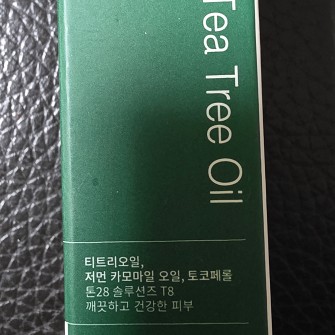 Tea Tree Oil
티트리오일,
저먼 카모마일 오일, 토코페롤
톤28 솔루션즈 T8
깨끗하고 건강한 피부